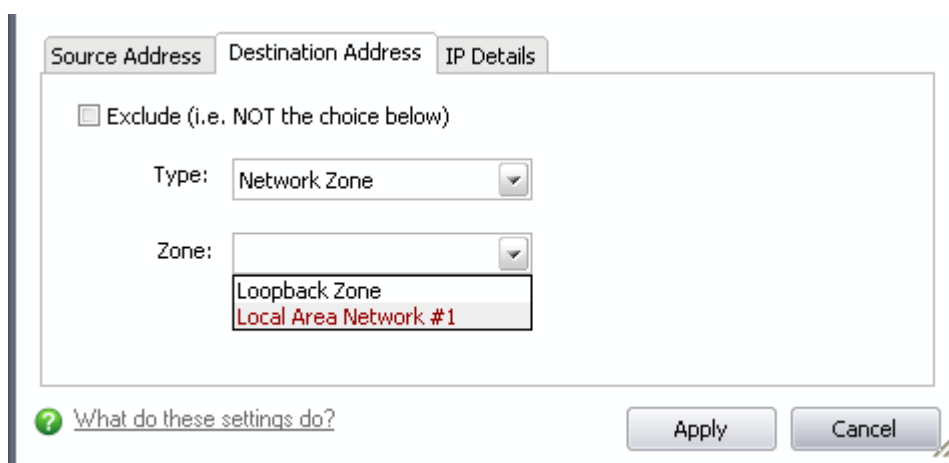 Source Address Destination Address IP Details
Exclude (i.e. NOT the choice below)
Type: Network Zone
Zone:
Loopback Zone
Local Area Network #1
What do these settings do? Apply Cancel